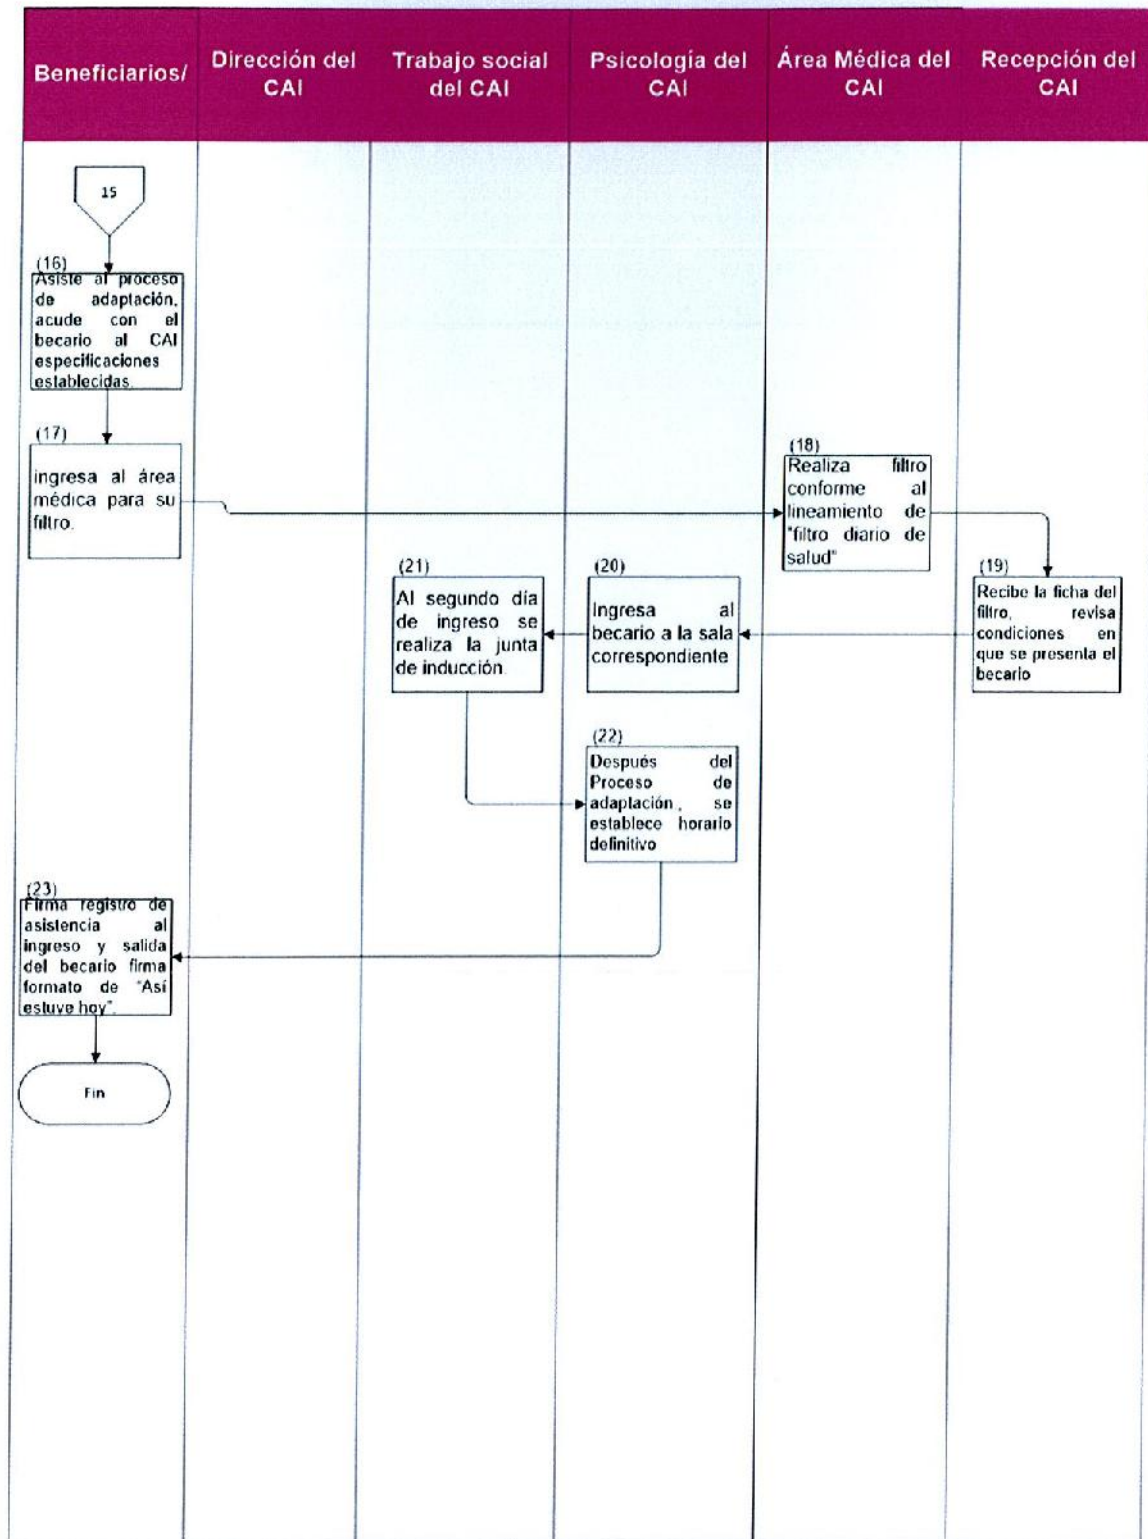 Beneficiarios/
Dirección del
CAI
Trabajo social
del CAI
Psicología del
CAI
Área Médica del
CAI
Recepción del
CAI
15
(16)
Asiste al proceso
de adaptación,
acude con el
becario al CAI
especificaciones
establecidas.
(17)
ingresa al área
médica para su
filtro.
(18)
Realiza filtro
conforme al
lineamiento de
"filtro diario de
salud"
(19)
Recibe la ficha del
filtro, revisa
condiciones en
que se presenta el
becario
(20)
Ingresa al
becario a la sala
correspondiente
(21)
Al segundo día
de ingreso se
realiza la junta
de inducción.
(22)
Después del
Proceso de
adaptación, se
establece horario
definitivo
(23)
Firma registro de
asistencia al
ingreso y salida
del becario firma
formato de "Así
estuve hoy".
Fin